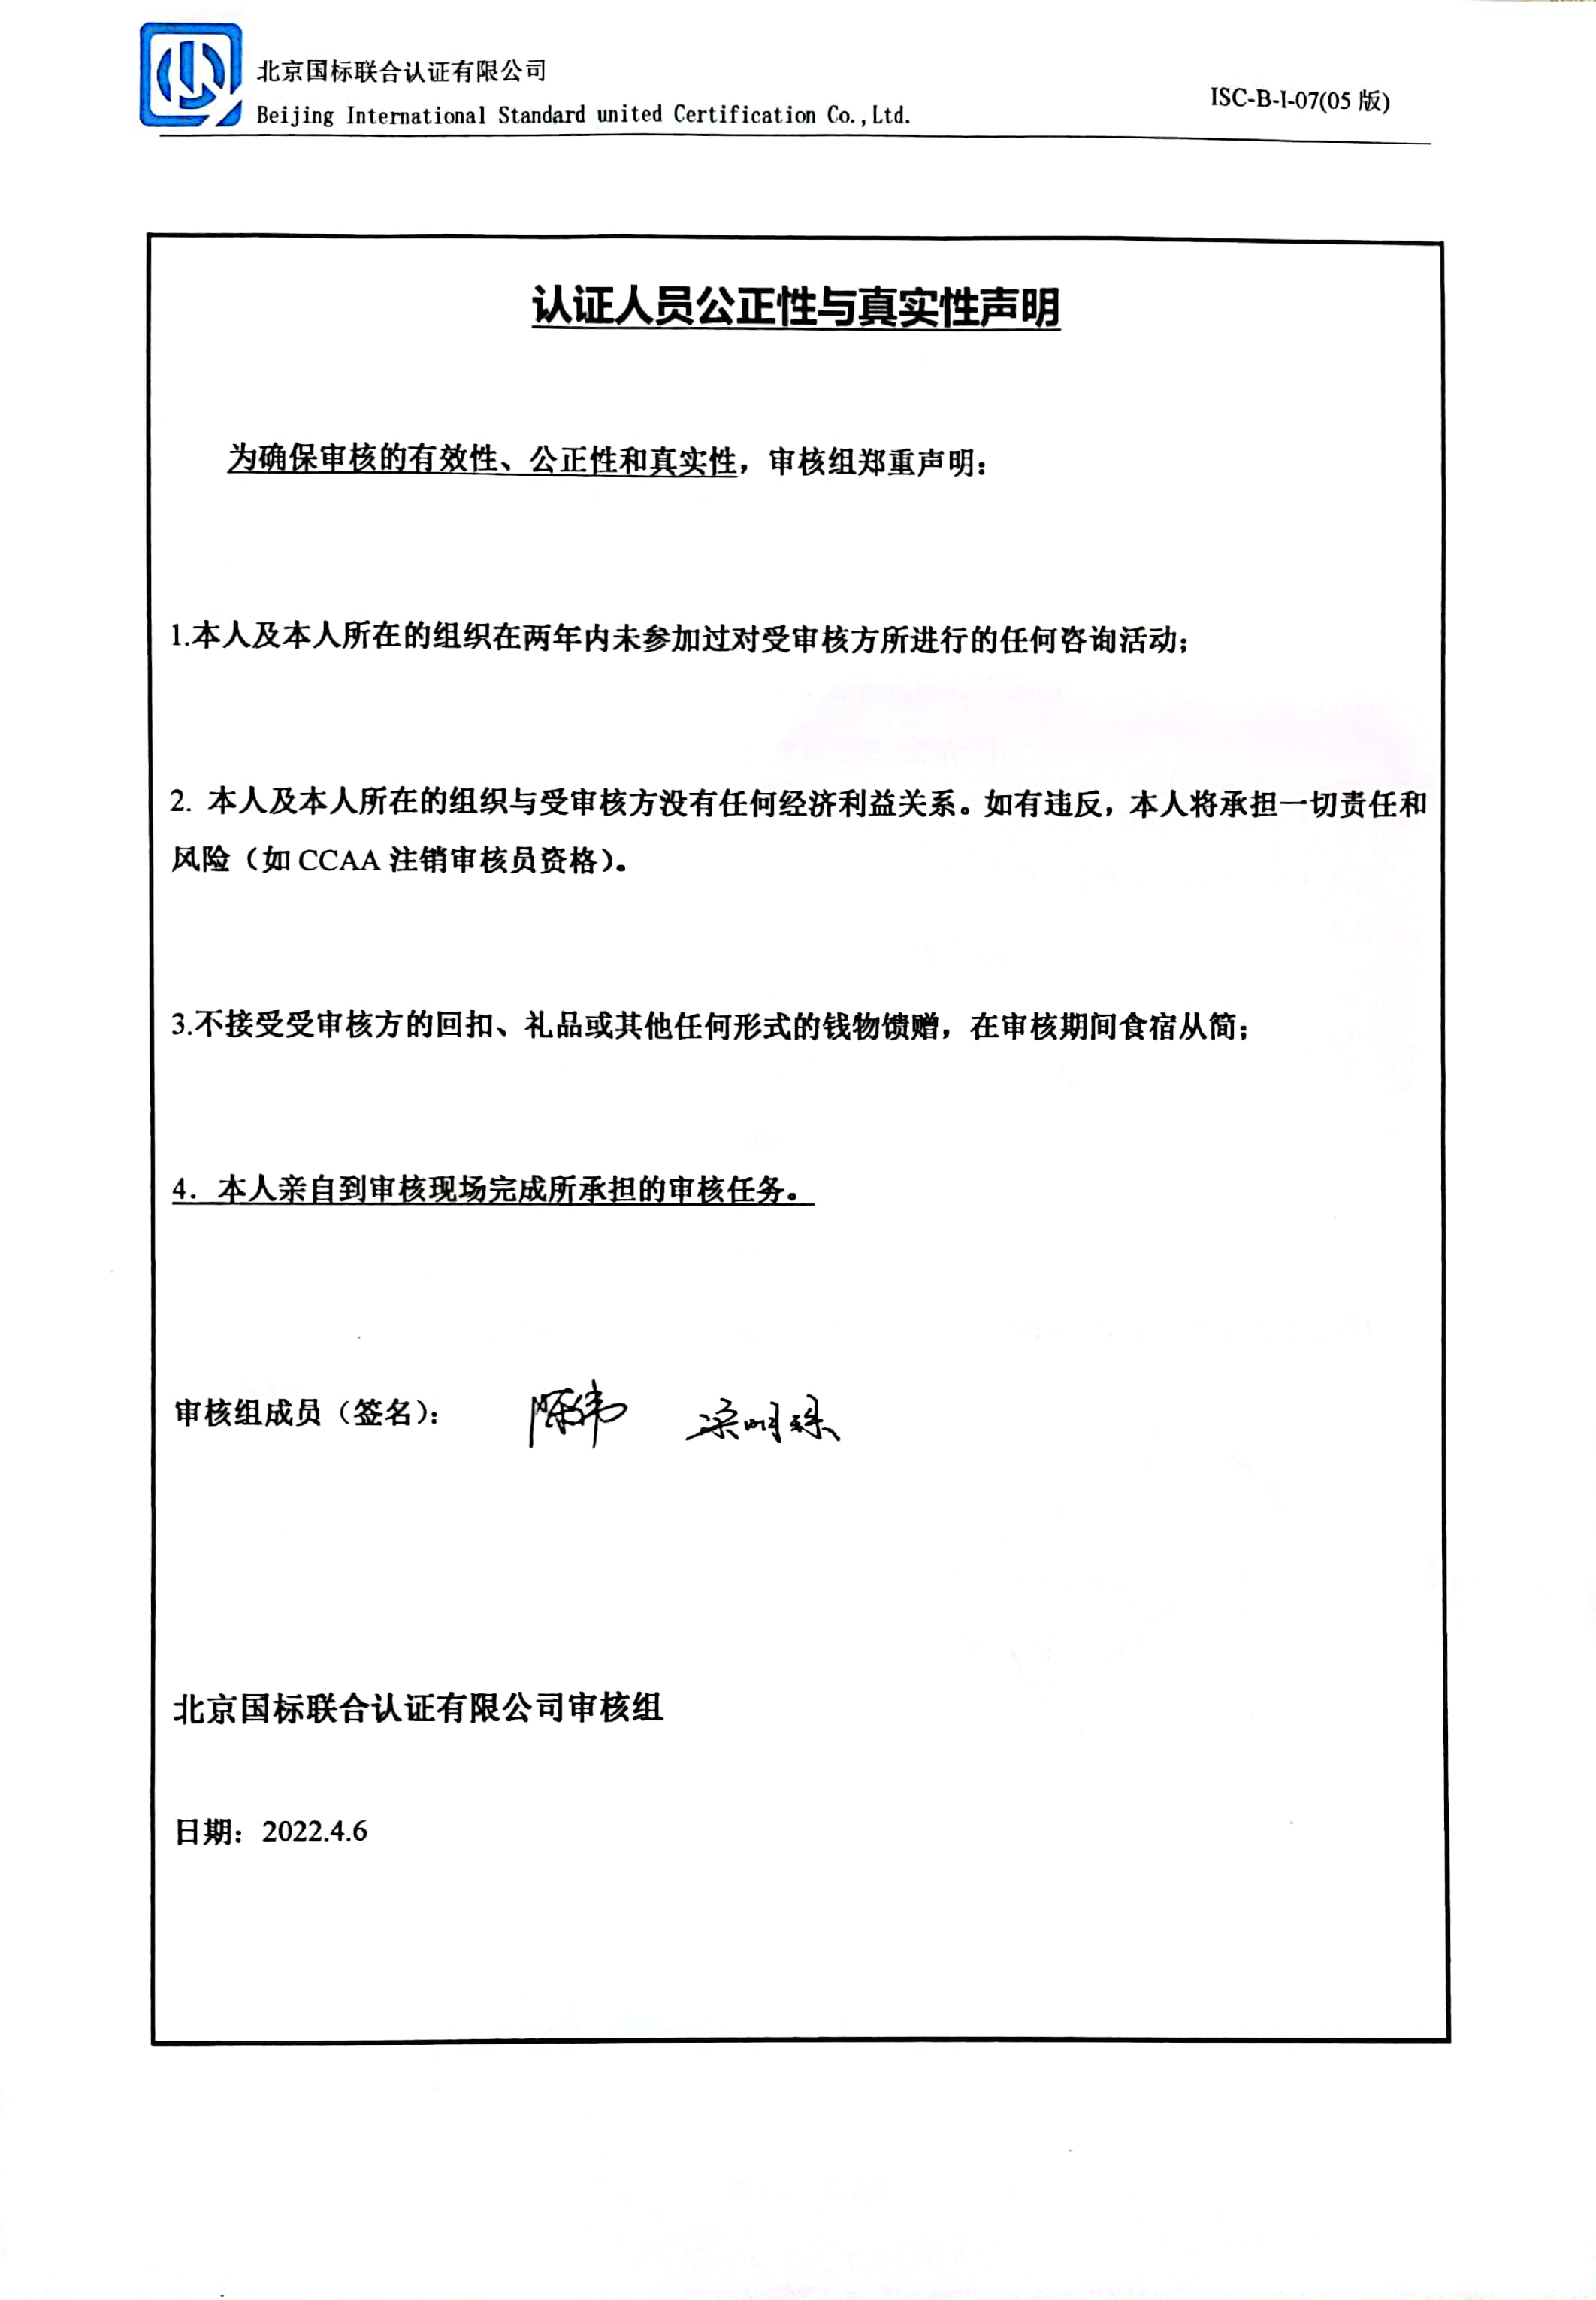 北京国标联合认证有限公司
Beijing International Standard united Certification Co.,Ltd.
ISC-B-I-07(05 版)
认证人员公正性与真实性声明
为确保审核的有效性、公正性和真实性，审核组郑重声明：
1.本人及本人所在的组织在两年内未参加过对受审核方所进行的任何咨询活动；
2. 本人及本人所在的组织与受审核方没有任何经济利益关系。如有违反，本人将承担一切责任和
风险（如 CCAA 注销审核员资格）。
3.不接受受审核方的回扣、礼品或其他任何形式的钱物馈赠，在审核期间食宿从简；
4. 本人亲自到审核现场完成所承担的审核任务。
审核组成员（签名）： 陈伟 梁明珠
北京国标联合认证有限公司审核组
日期：2022.4.6